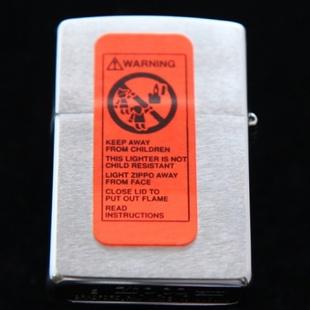 WARNING
KEEP AWAY
FROM CHILDREN
THIS LIGHTER IS NOT
CHILD RESISTANT
LIGHT ZIPPO AWAY
FROM FACE
CLOSE LID TO
PUT OUT FLAME
READ
INSTRUCTIONS